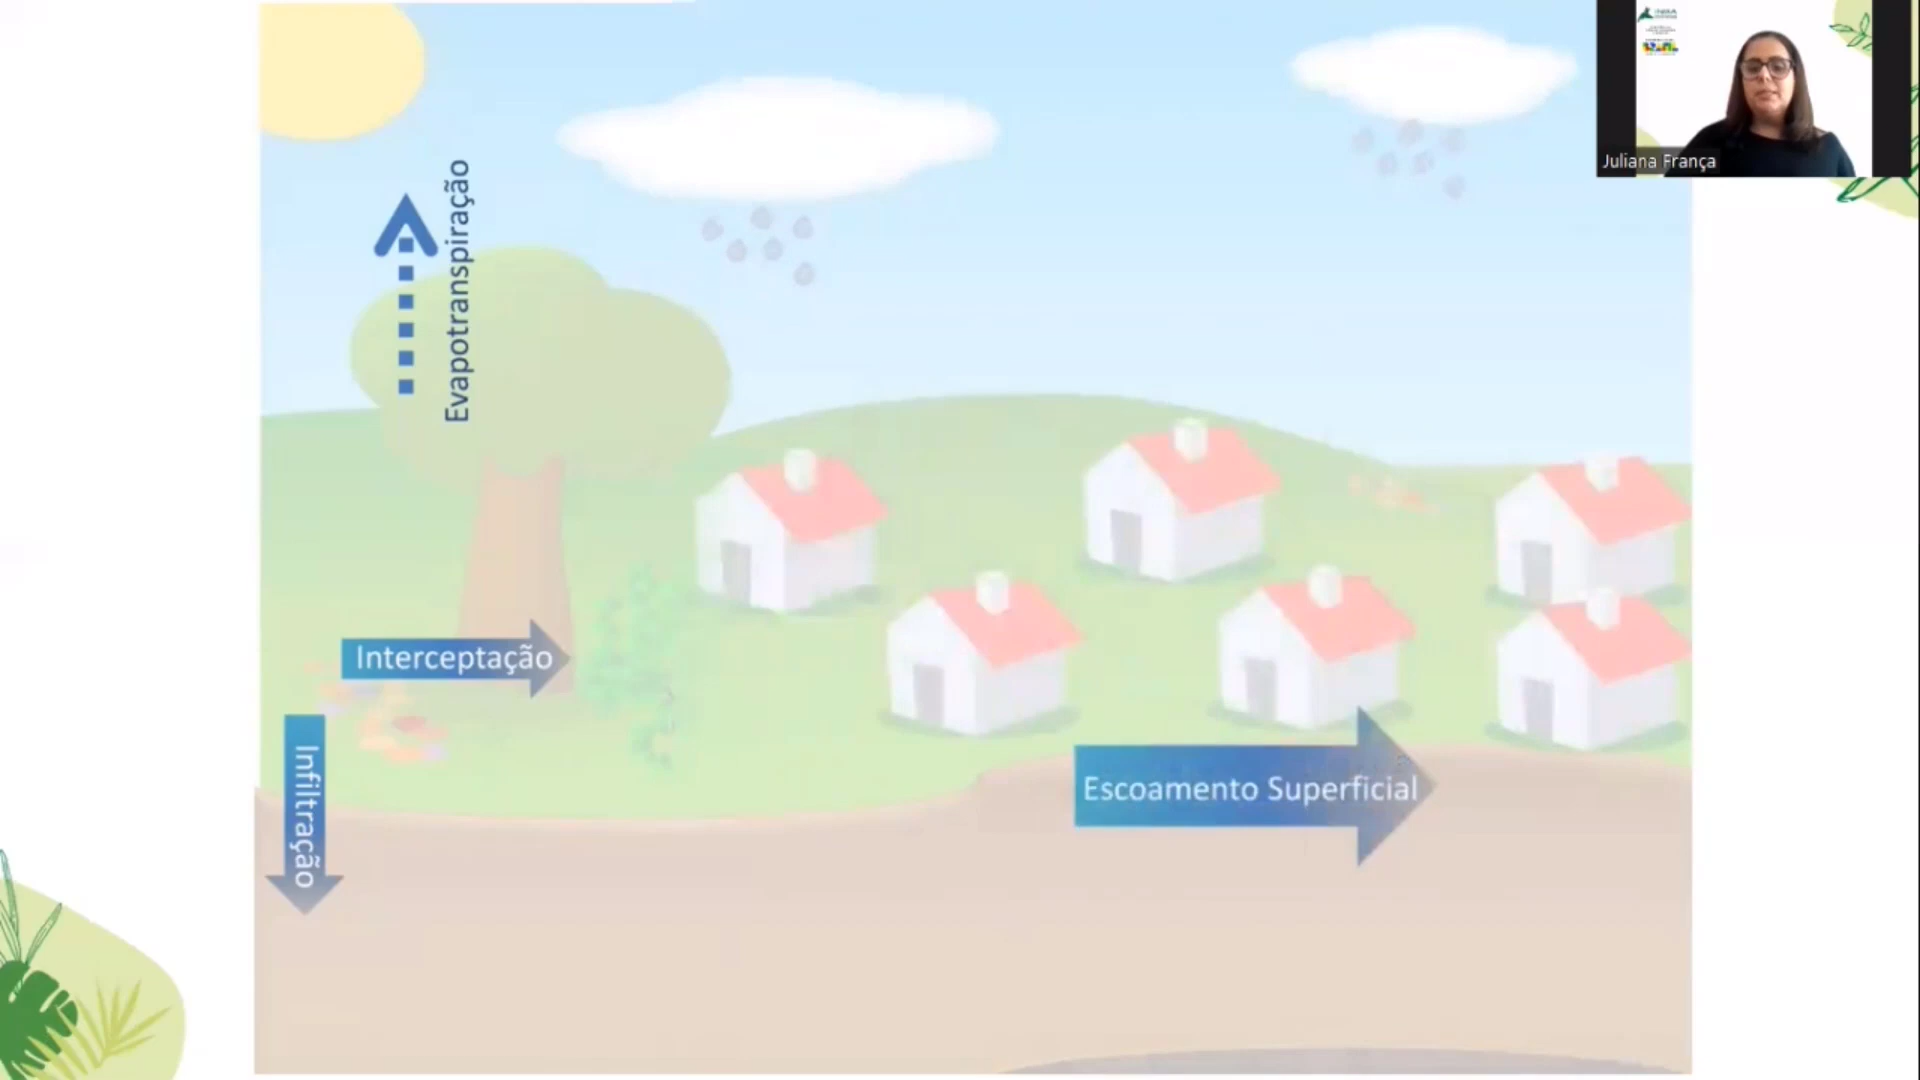 Juliana França
Evapotranspiração
Interceptação
Infiltração
Escoamento Superficial